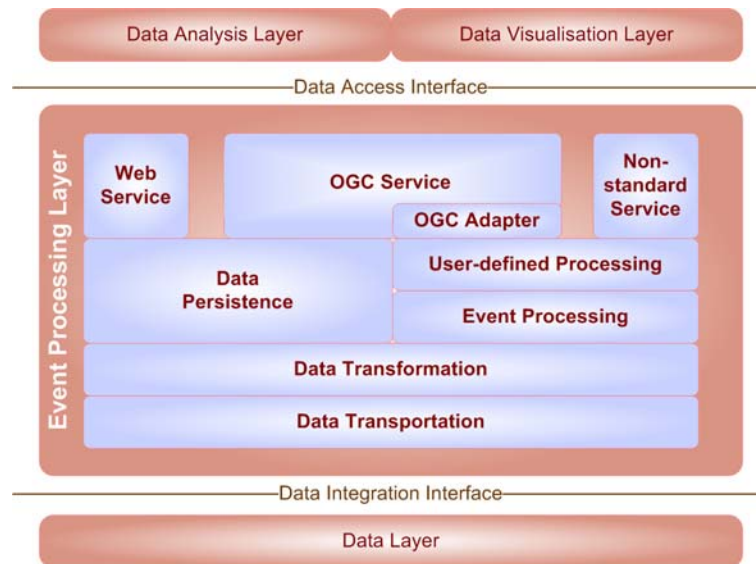 Data Analysis Layer
Data Visualisation Layer
Data Access Interface
Event Processing Layer
Web
Service
OGC Service
Non-
standard
Service
OGC Adapter
Data
Persistence
User-defined Processing
Event Processing
Data Transformation
Data Transportation
Data Integration Interface
Data Layer